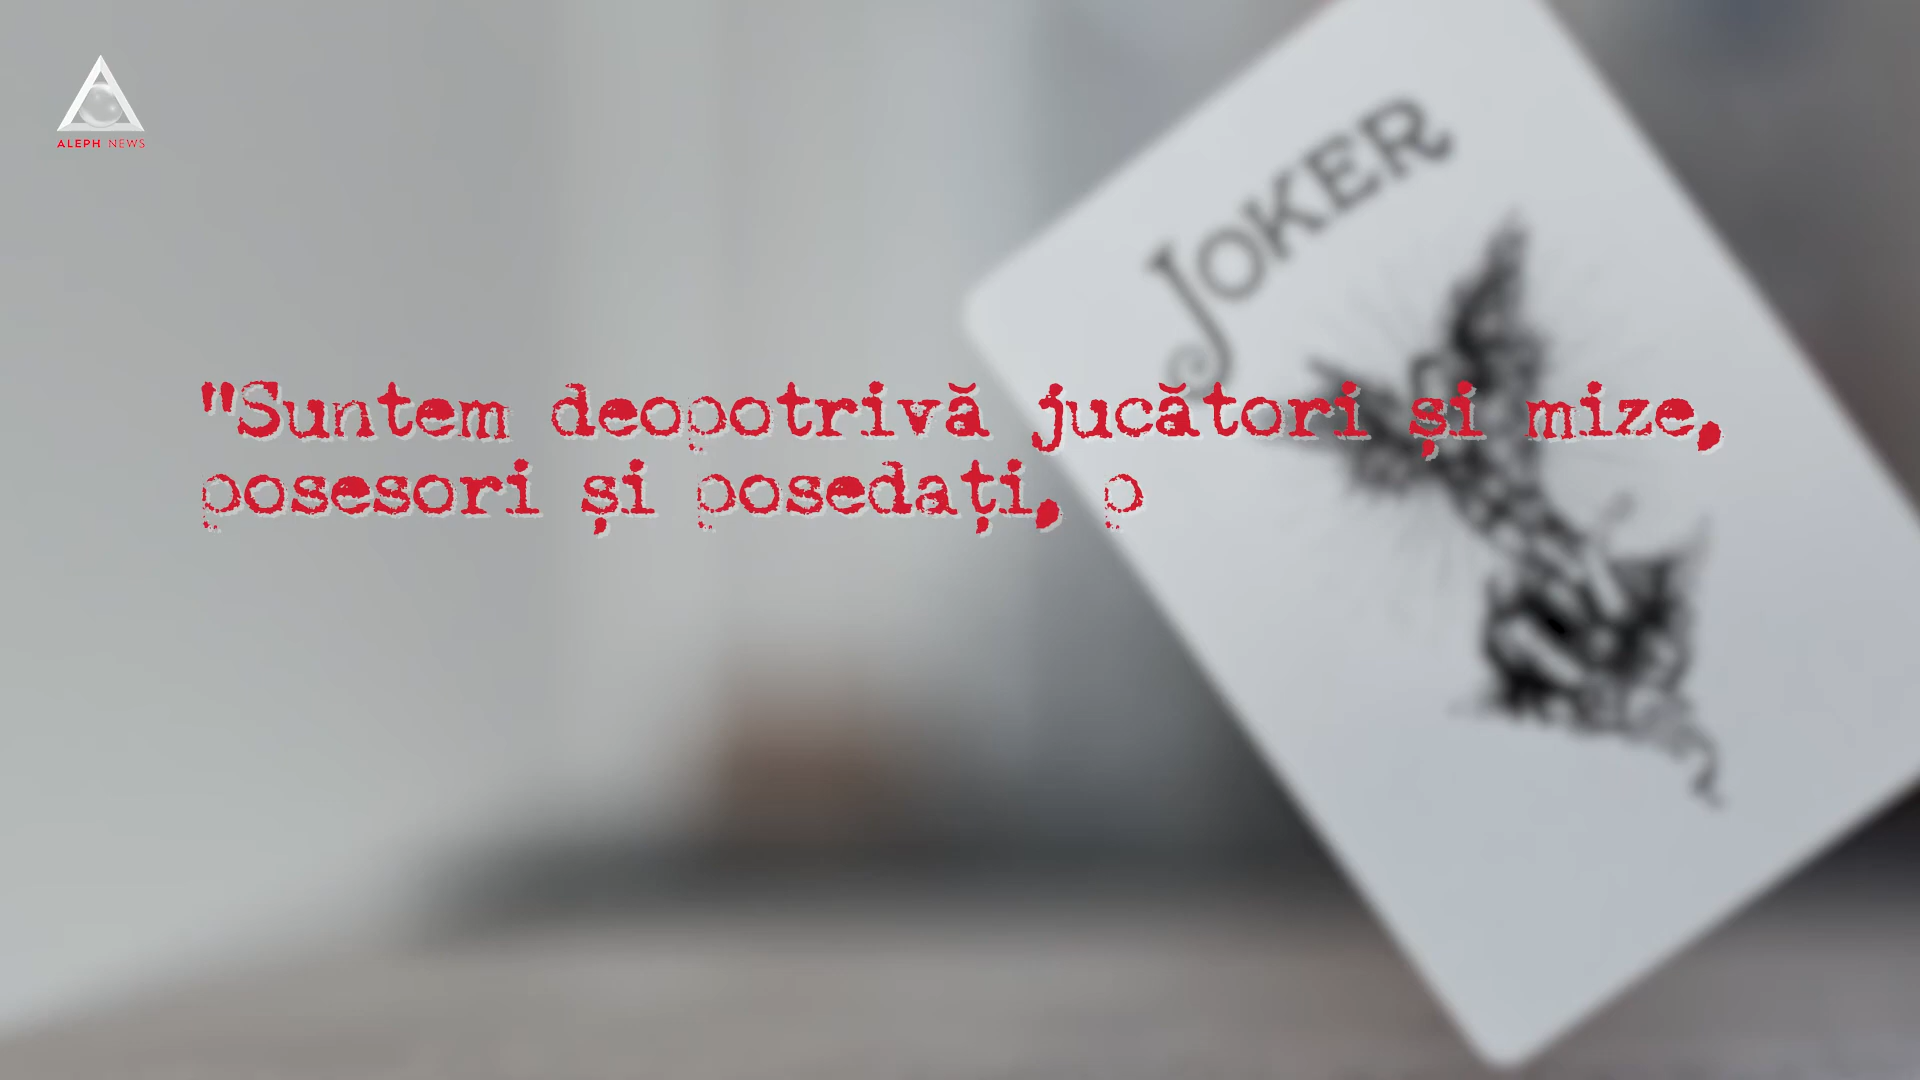 ALEPH NEWS
JOKER
"Suntem deopotrivă jucători și mize,
posesori și posedați, p